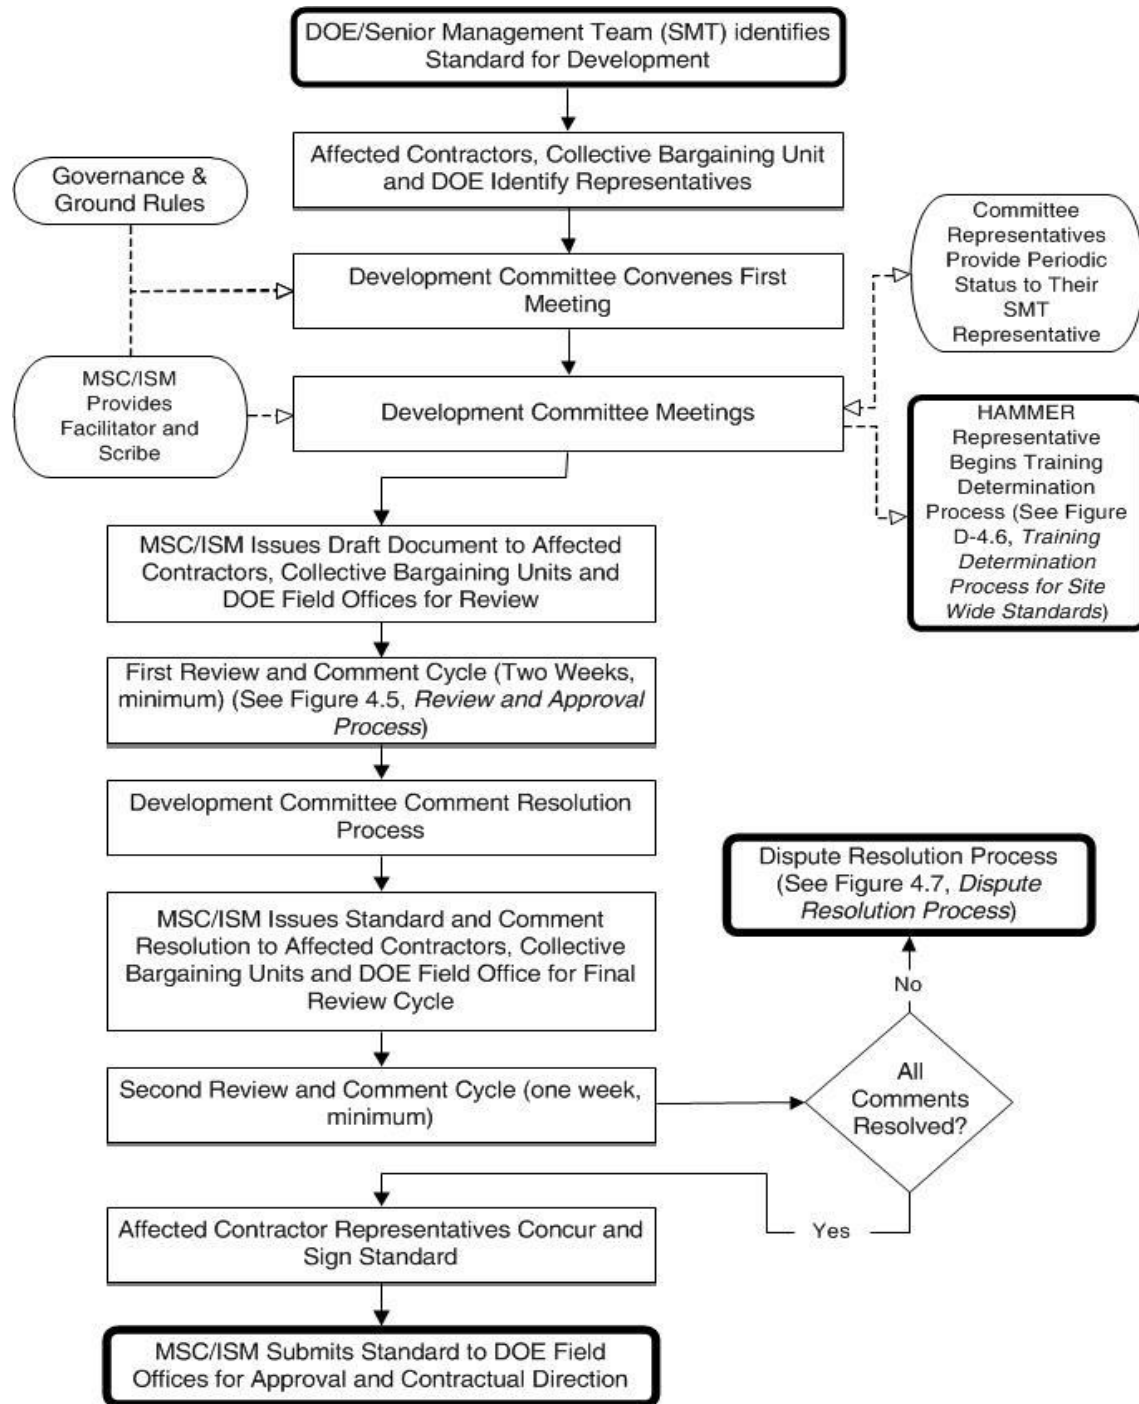 DOE/Senior Management Team (SMT) identifies
Standard for Development
Affected Contractors, Collective Bargaining Unit
and DOE Identify Representatives
Governance &
Ground Rules
Development Committee Convenes First
Meeting
Committee
Representatives
Provide Periodic
Status to Their
SMT
Representative
MSC/ISM
Provides
Facilitator and
Scribe
Development Committee Meetings
HAMMER
Representative
Begins Training
Determination
Process (See Figure
D-4.6, Training
Determination
Process for Site
Wide Standards)
MSC/ISM Issues Draft Document to Affected
Contractors, Collective Bargaining Units and
DOE Field Offices for Review
First Review and Comment Cycle (Two Weeks,
minimum) (See Figure 4.5, Review and Approval
Process)
Development Committee Comment Resolution
Process
MSC/ISM Issues Standard and Comment
Resolution to Affected Contractors, Collective
Bargaining Units and DOE Field Office for Final
Review Cycle
Dispute Resolution Process
(See Figure 4.7, Dispute
Resolution Process)
No
Second Review and Comment Cycle (one week,
minimum)
All
Comments
Resolved?
Yes
Affected Contractor Representatives Concur and
Sign Standard
MSC/ISM Submits Standard to DOE Field
Offices for Approval and Contractual Direction